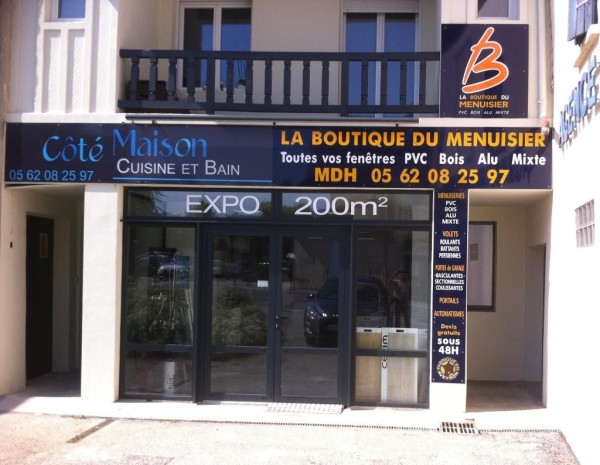 B
LA BOUTIQUE DU
MENUISIER
PVC BOIS ALU MIXTE
Côté Maison
CUISINE ET BAIN
05 62 08 25 97
LA BOUTIQUE DU MENUISIER
Toutes vos fenêtres PVC Bois Alu Mixte
MDH 05 62 08 25 97
EXPO 200m²
MENUISERIES
PVC
BOIS
ALU
MIXTE
VOLETS
ROULANTS
BATTANTS
PERSIENNES
PORTES de GARAGE
-BASCULANTES-
SECTIONNELLES
COULISSANTES
PORTAILS
AUTOMATISMES
Devis
gratuits
sous
48H
AGENCE